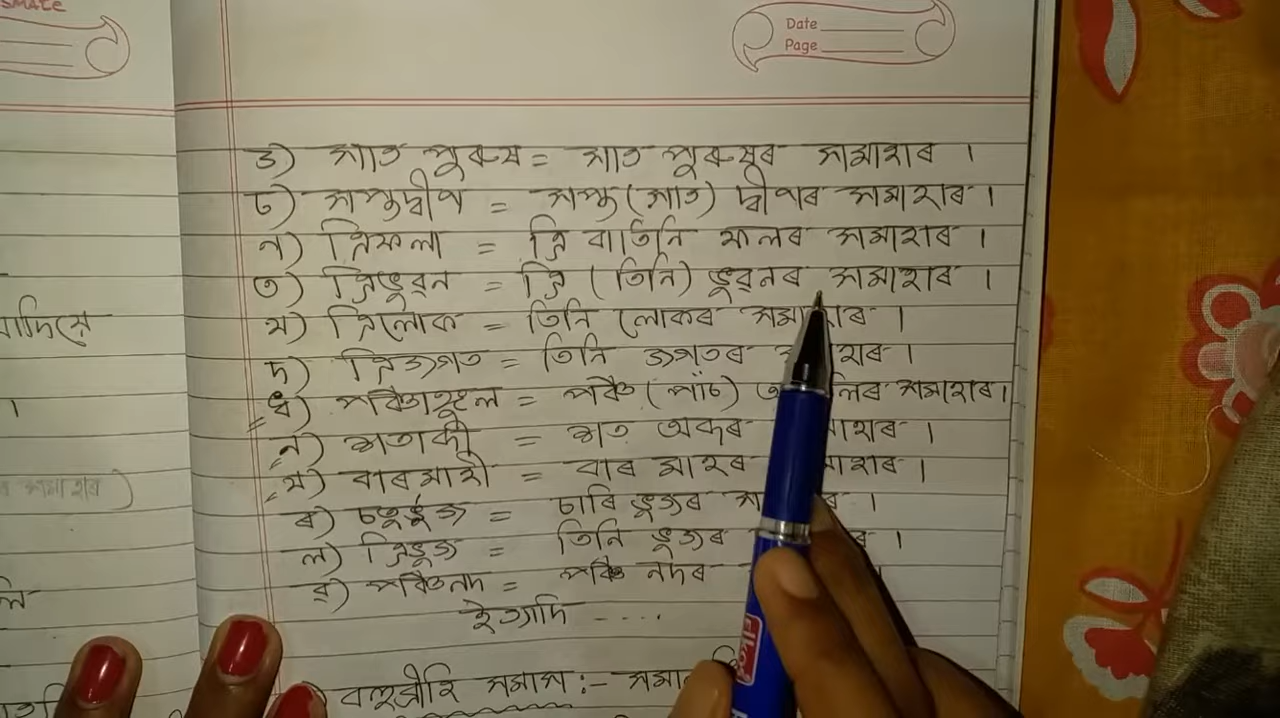 Date
Page
ড) সাত পুৰুষ = সাত পুৰুষৰ সামাহাৰ ।
ঢ) সপ্তদ্বীপ = সপ্ত (সাত) দ্বীপৰ সমাহাৰ ।
ণ) ত্ৰিফলা = ত্ৰি বা তিনি ফলৰ সমাহাৰ ।
ত) ত্ৰিভুৱন = ত্ৰি (তিনি) ভুৱনৰ সমাহাৰ ।
থ) ত্ৰিলোক = তিনি লোকৰ সমাহাৰ ।
দ) ত্ৰিজগত = তিনি জগতৰ
ধ) = পঞ্চ (পাঁচ) সমাহাৰ।
ন) শতাব্দী = শত অব্দৰ
য) বাৰমাহী = বাৰ মাহৰ
ৰ) চতুৰ্ভুজ = চাৰি ভুজৰ
ল) ত্ৰিভুজ = তিনি ভুজৰ
ৱ) পঞ্চনদ = পঞ্চ নদৰ
ইত্যাদি ----.
বহুব্ৰীহি সমাস :-